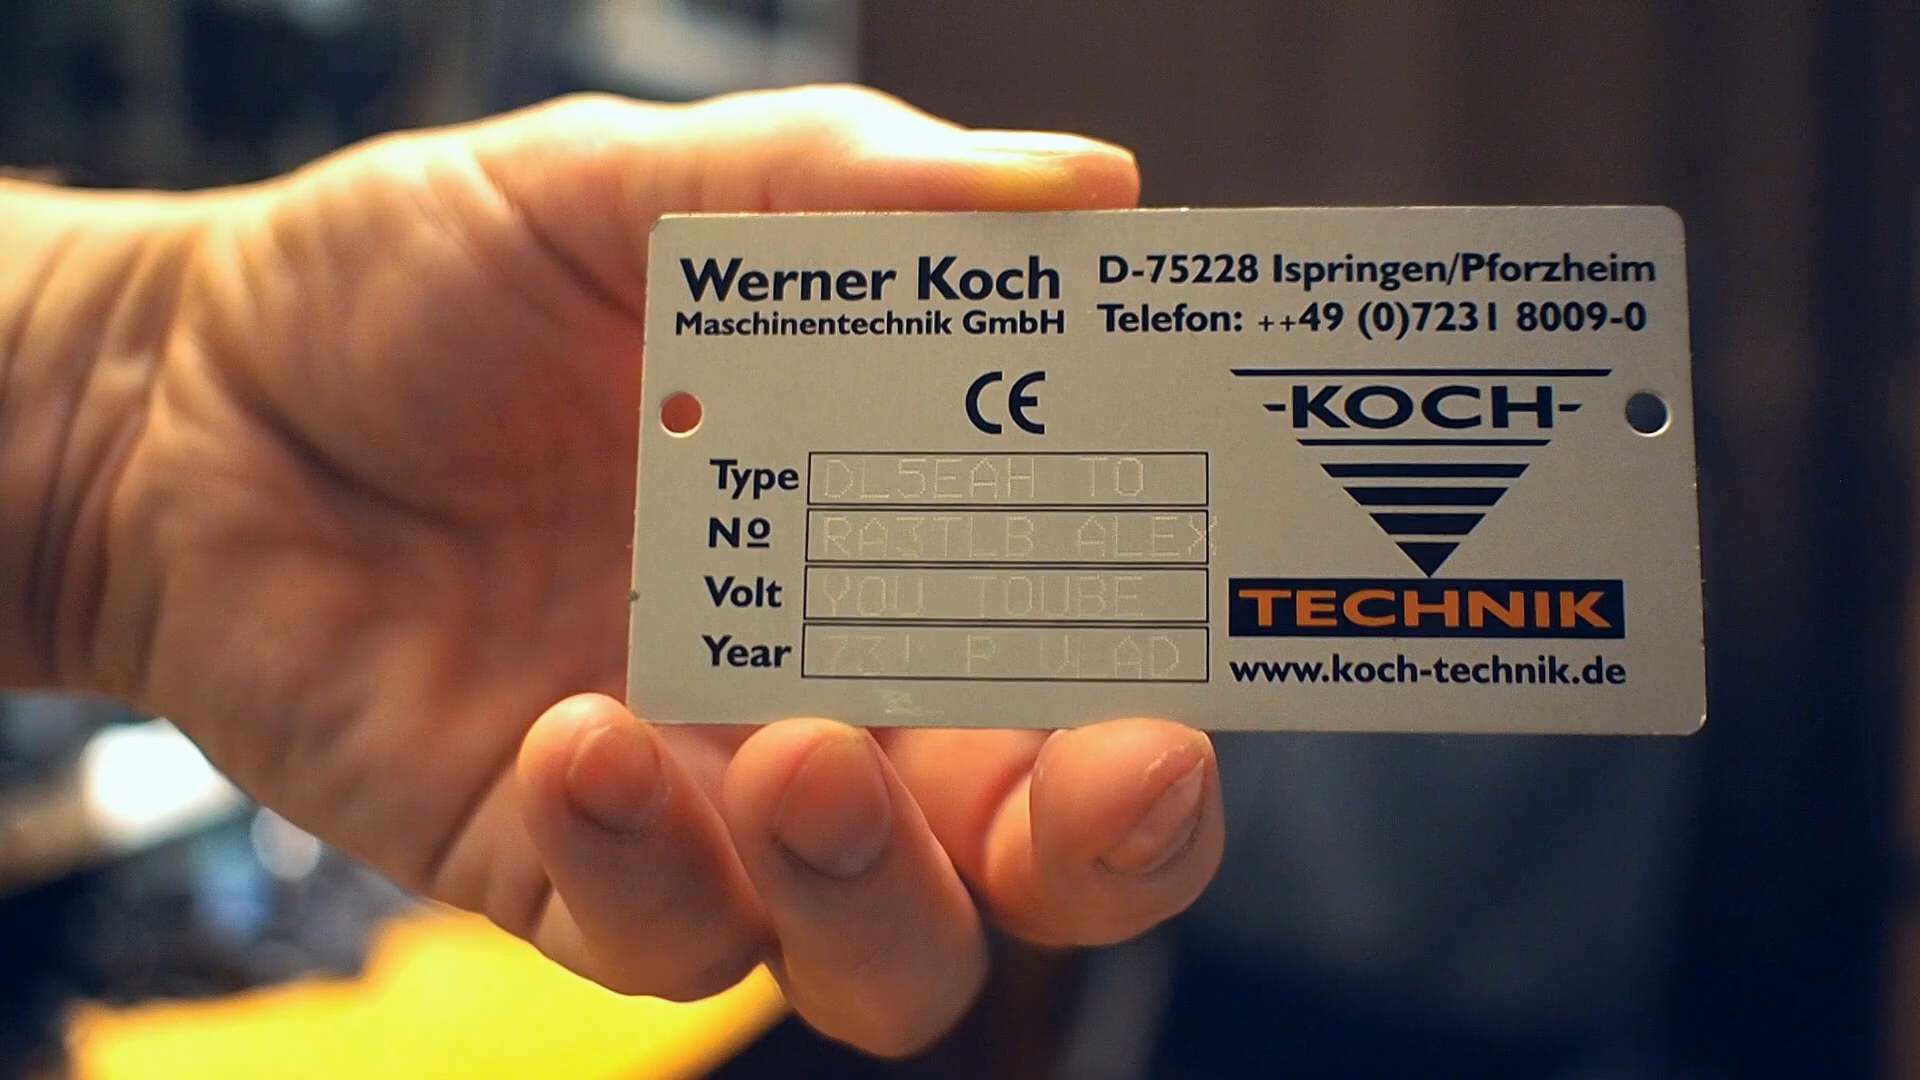 Werner Koch
Maschinentechnik GmbH
D-75228 Ispringen/Pforzheim
Telefon: ++49 (0)7231 8009-0
CE
Type DL5EAH TO
Nº RA3TLB ALEX
Volt YOU TOUBE
Year 73! P VLAD
-KOCH-
TECHNIK
www.koch-technik.de